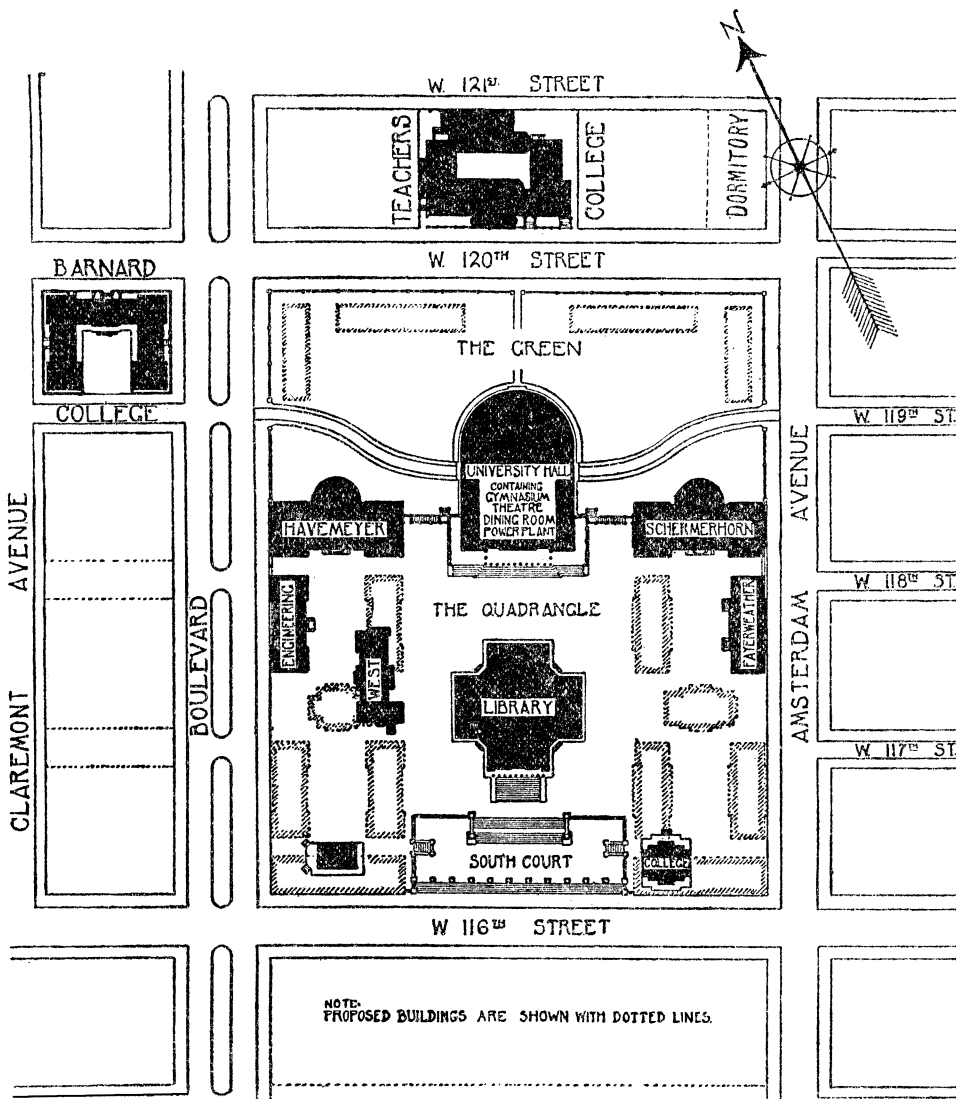 N
W. 121ST. STREET
TEACHERS
COLLEGE
DORMITORY
W. 120TH STREET
BARNARD
COLLEGE
THE GREEN
W. 119TH ST.
UNIVERSITY HALL
CONTAINING
GYMNASIUM
THEATRE
DINING ROOM
POWER PLANT
HAVEMEYER
SCHERMERHORN
AVENUE
AVENUE
W. 118TH ST.
THE QUADRANGLE
ENGINEERING
WEST
LIBRARY
FAYERWEATHER
BOULEVARD
AMSTERDAM
CLAREMONT
W. 117TH ST.
SOUTH COURT
COLLEGE
W 116TH STREET
NOTE.
PROPOSED BUILDINGS ARE SHOWN WITH DOTTED LINES.